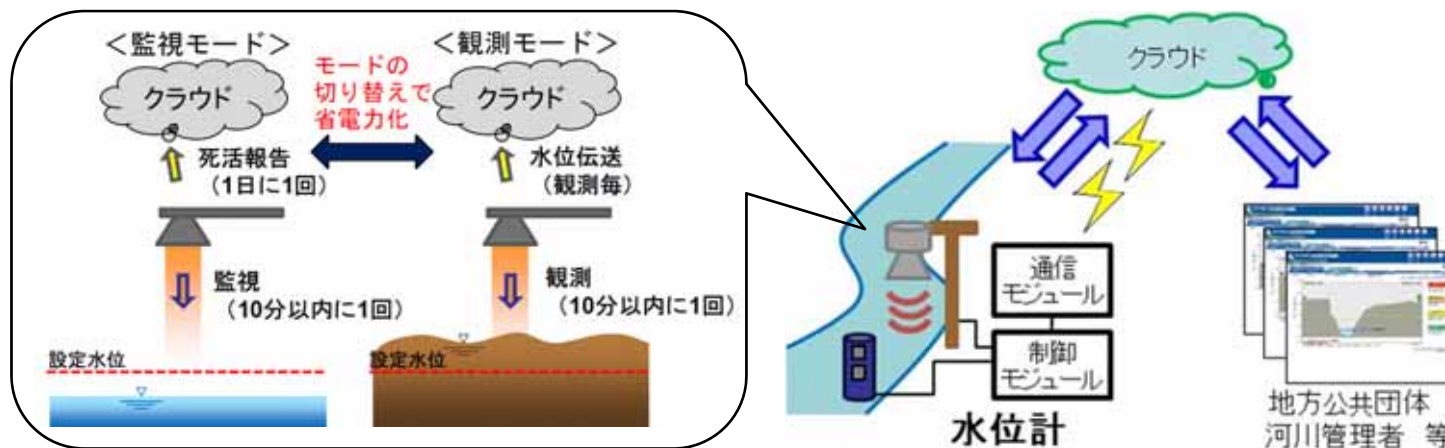 ＜監視モード＞
クラウド
死活報告
（1日に1回）
監視
（10分以内に1回）
設定水位
モードの
切り替えで
省電力化
＜観測モード＞
クラウド
水位伝送
（観測毎）
観測
（10分以内に1回）
設定水位
クラウド
通信
モジュール
制御
モジュール
水位計
地方公共団体
河川管理者 等